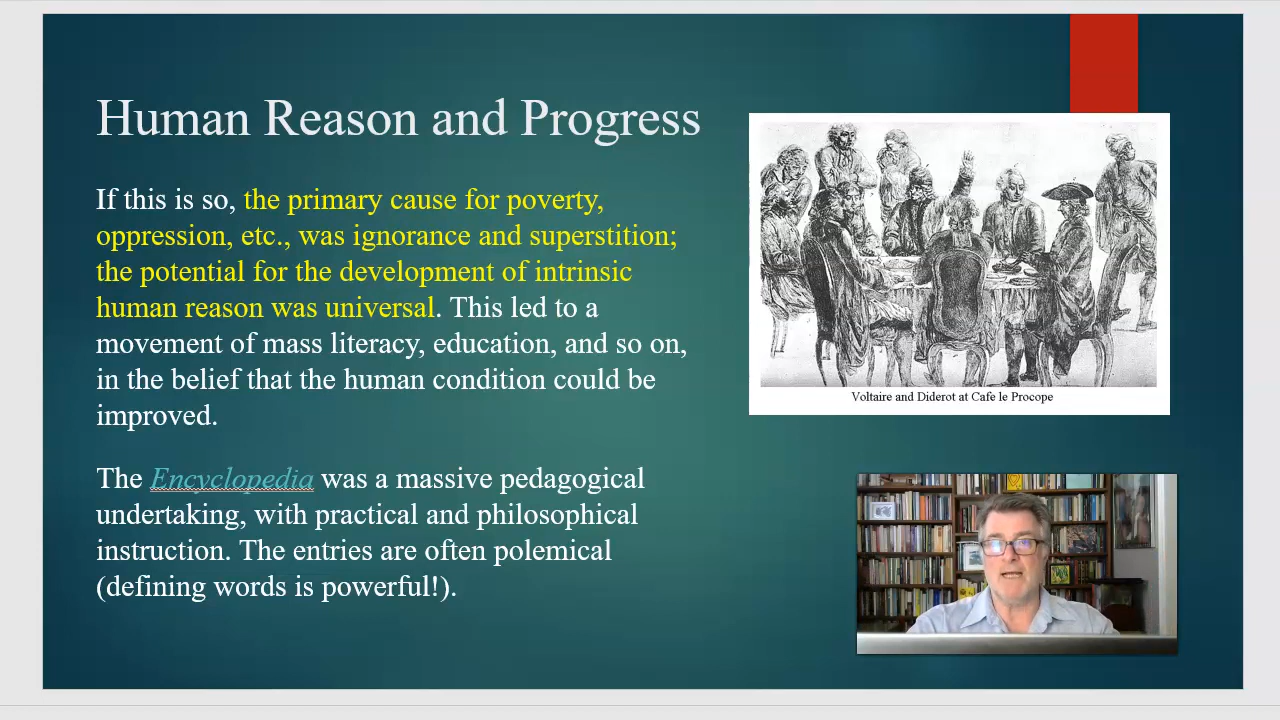 Human Reason and Progress
If this is so, the primary cause for poverty,
oppression, etc., was ignorance and superstition;
the potential for the development of intrinsic
human reason was universal. This led to a
movement of mass literacy, education, and so on,
in the belief that the human condition could be
improved.
The Encyclopedia was a massive pedagogical
undertaking, with practical and philosophical
instruction. The entries are often polemical
(defining words is powerful!).
Voltaire and Diderot at Cafe le Procope